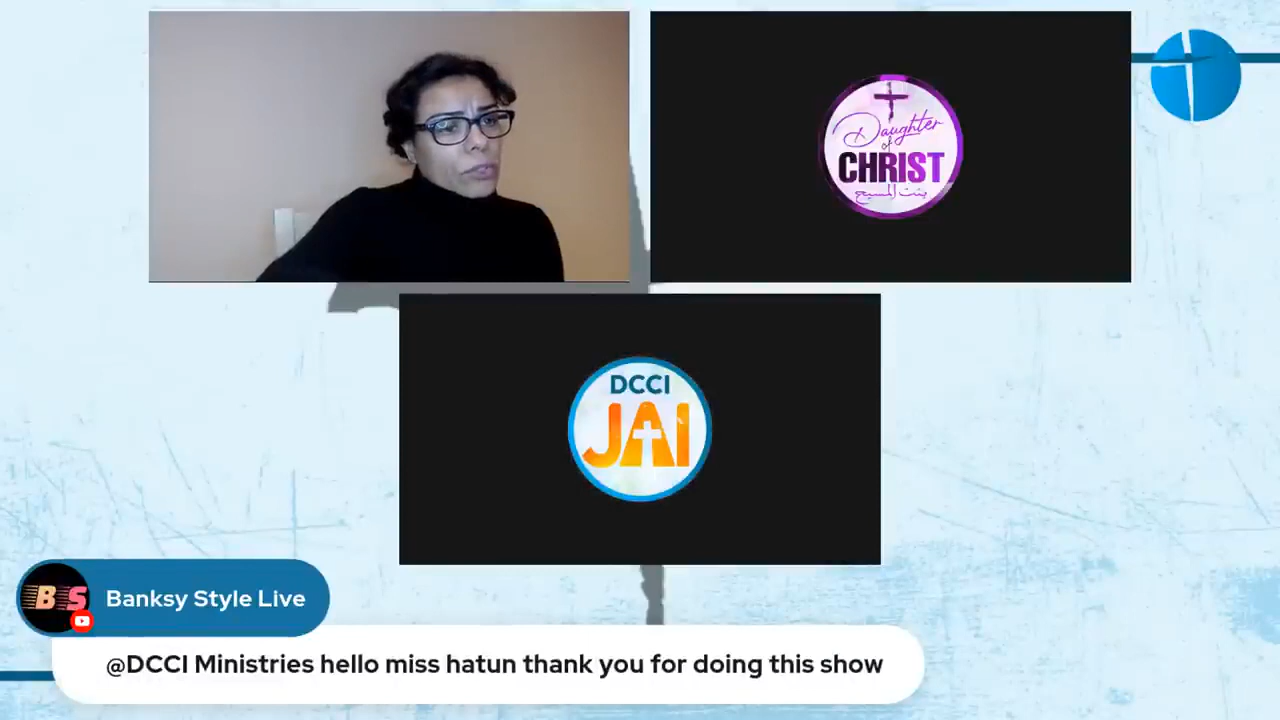 Daughter
of
CHRIST
بنت المسيح
DCCI
JAI
BS
Banksy Style Live
@DCCI Ministries hello miss hatun thank you for doing this show